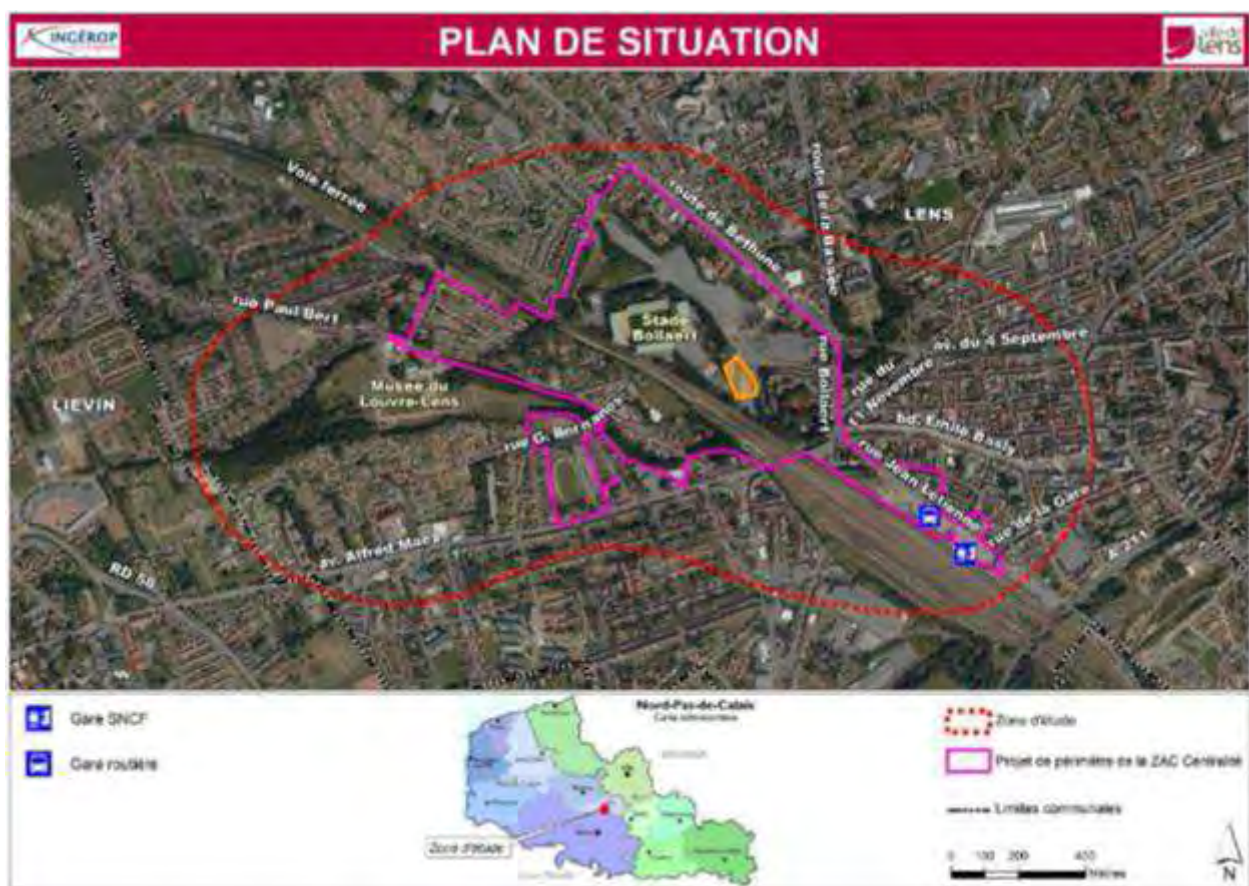 INGÉROP
PLAN DE SITUATION
ville de
Lens
Voie ferrée
route de Béthune
route de la Bassée
LENS
rue Paul Bert
Stade
Bollaert
rue Bollaert
av. du 4 Septembre
rue du
11 Novembre
Musée du
Louvre-Lens
LIEVIN
rue G. Bernanos
bd. Emile Basly
rue Jean Letienne
rue de la Gare
A 211
av. Alfred Maes
RD 58
Gare SNCF
Gare routière
Nord-Pas-de-Calais
Zone d'étude
Zone d'étude
Projet de périmètre de la ZAC Centralité
Limites communales
0 100 200 400
Mètres
N